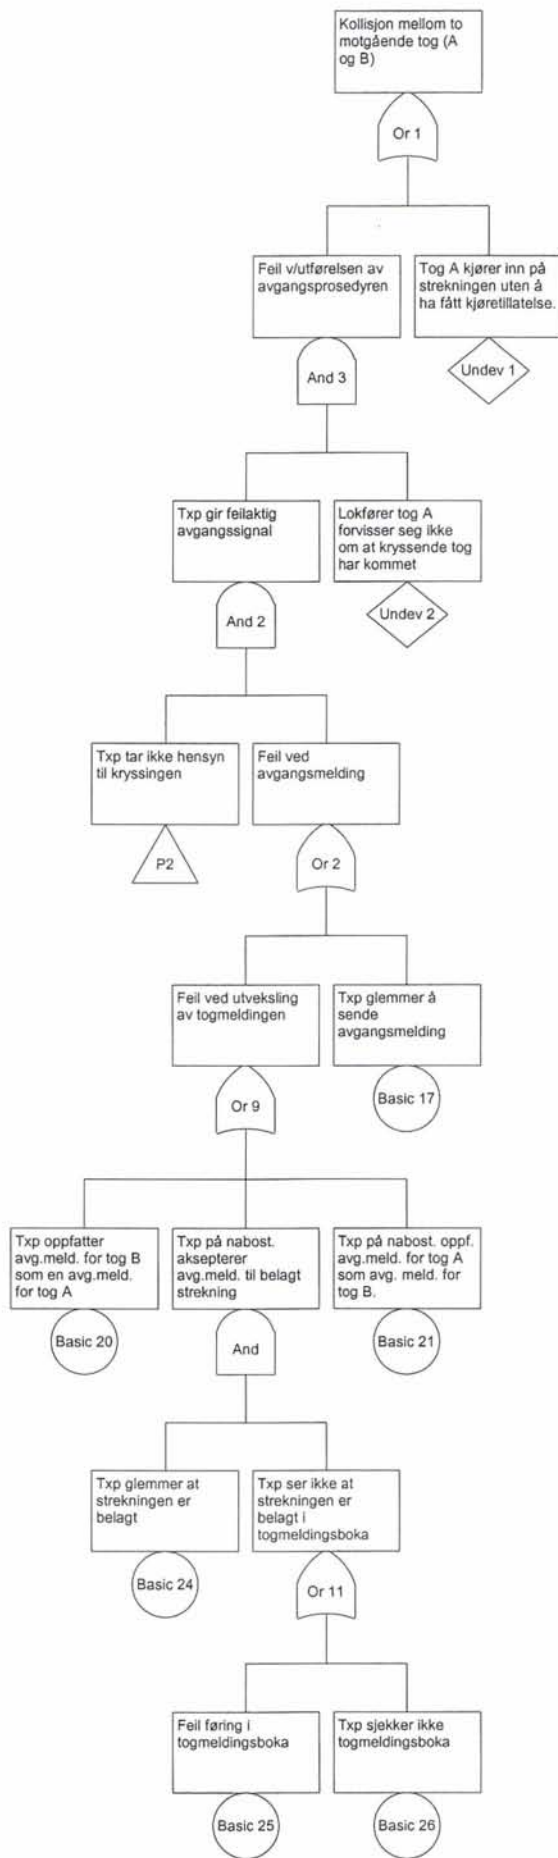 Kollisjon mellom to
motgående tog (A
og B)
Or 1
Feil v/utførelsen av
avgangsprosedyren
Tog A kjører inn på
strekningen uten å
ha fått kjøretillatelse.
And 3
Undev 1
Txp gir feilaktig
avgangssignal
Lokfører tog A
forvisser seg ikke
om at kryssende tog
har kommet
And 2
Undev 2
Txp tar ikke hensyn
til kryssingen
Feil ved
avgangsmelding
P2
Or 2
Feil ved utveksling
av togmeldingen
Txp glemmer å
sende
avgangsmelding
Or 9
Basic 17
Txp oppfatter
avg.meld. for tog B
som en avg.meld.
for tog A
Txp på nabost.
aksepterer
avg.meld. til belagt
strekning
Txp på nabost. oppf.
avg.meld. for tog A
som avg. meld. for
tog B.
Basic 20
And
Basic 21
Txp glemmer at
strekningen er
belagt
Txp ser ikke at
strekningen er
belagt i
togmeldingsboka
Basic 24
Or 11
Feil føring i
togmeldingsboka
Txp sjekker ikke
togmeldingsboka
Basic 25
Basic 26